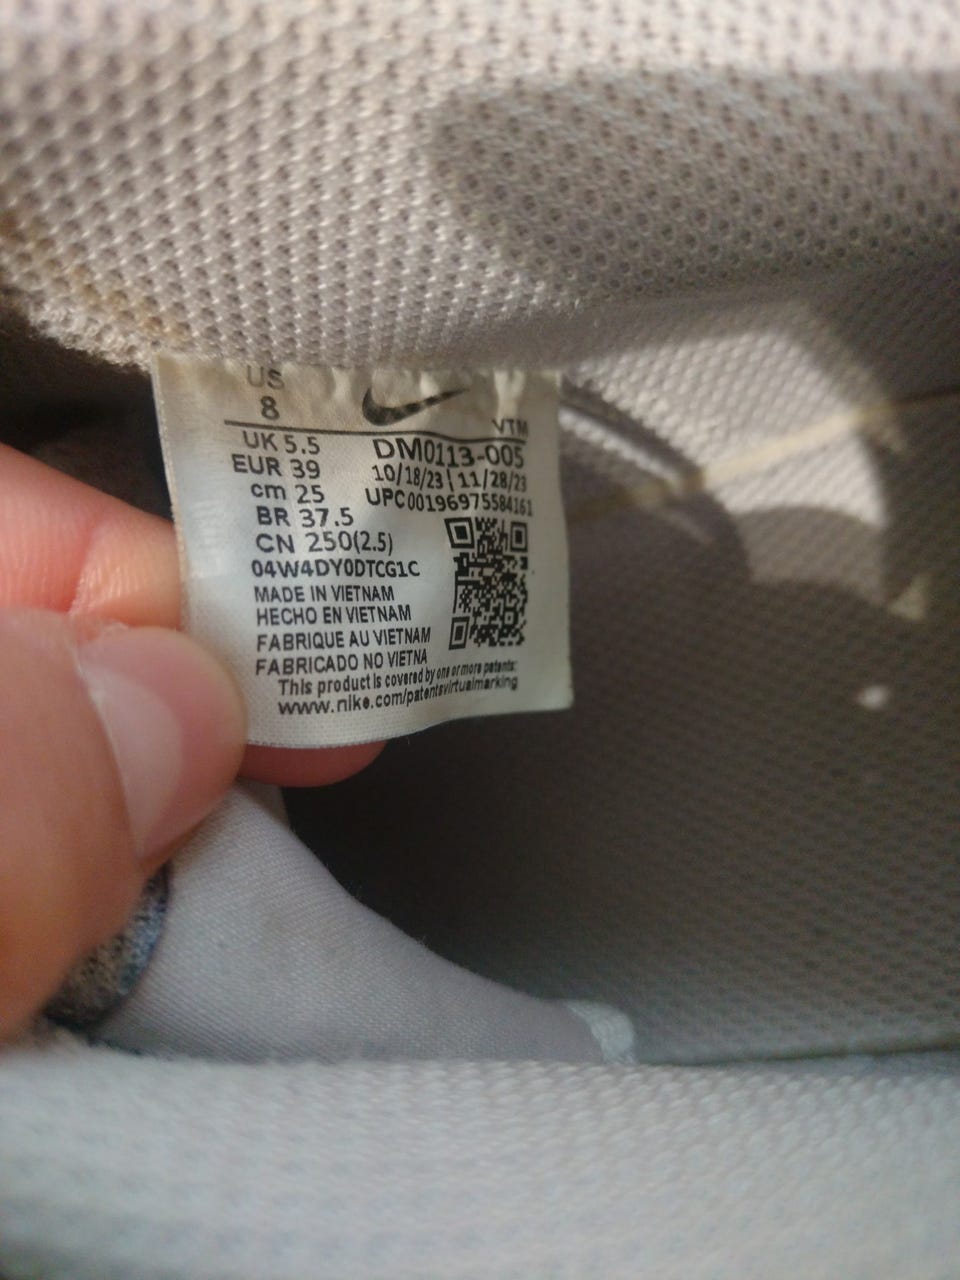 US
8
VTM
UK 5.5
EUR 39
cm 25
BR 37.5
CN 250(2.5)
DM0113-005
10/18/23 | 11/28/23
UPC00196975584161
04W4DY0DTCG1C
MADE IN VIETNAM
HECHO EN VIETNAM
FABRIQUE AU VIETNAM
FABRICADO NO VIETNA
This product is covered by one or more patents:
www.nike.com/patentsvirtualmarking